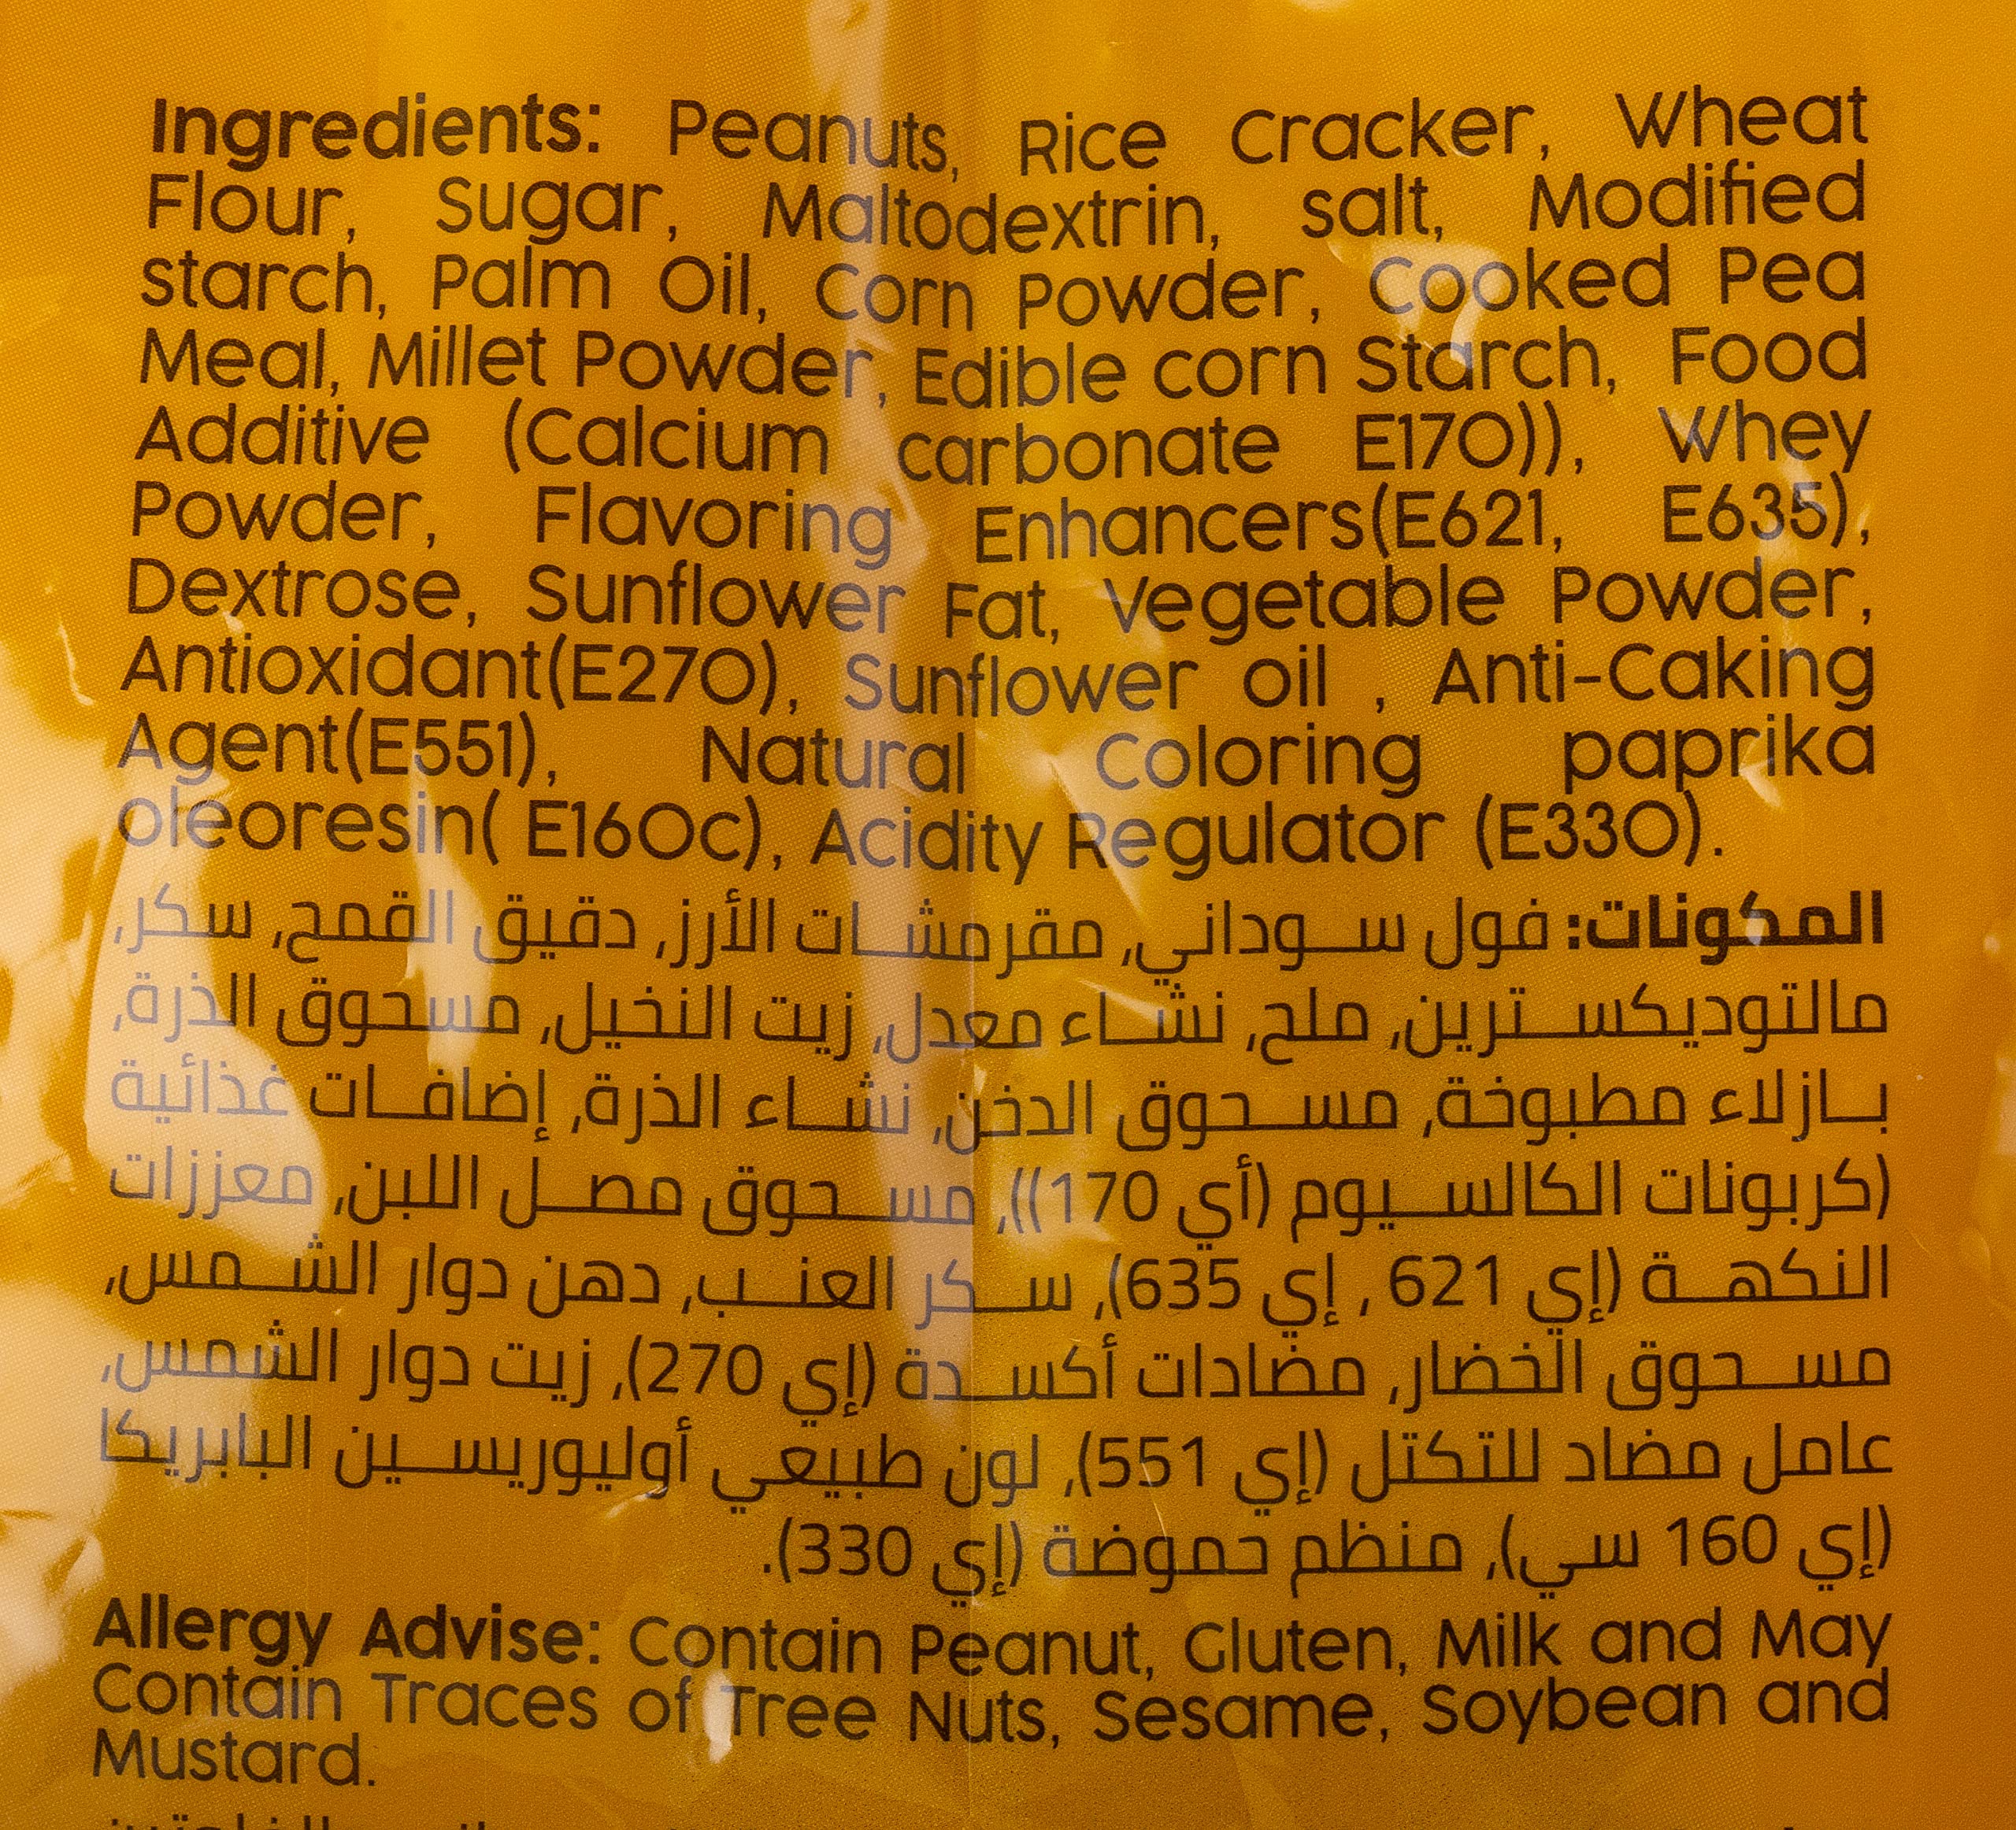 Ingredients: Peanuts, Rice Cracker, Wheat
Flour, Sugar, Maltodextrin, salt, Modified
starch, Palm Oil, Corn Powder, Cooked Pea
Meal, Millet Powder, Edible corn Starch, Food
Additive (Calcium carbonate E170)), Whey
Powder, Flavoring Enhancers(E621, E635),
Dextrose, Sunflower Fat, Vegetable Powder,
Antioxidant(E270), Sunflower oil , Anti-Caking
Agent(E551), Natural Coloring paprika
oleoresin( E160c), Acidity Regulator (E330).
المكونات: فول سوداني, مقرمشات الأرز, دقيق القمح, سكر,
مالتوديكسترين, ملح, نشاء معدل, زيت النخيل, مسحوق الذرة,
بازلاء مطبوخة, مسحوق الدخن, نشاء الذرة, إضافات غذائية
(كربونات الكالسيوم (أي 170)), مسحوق مصل اللبن, معززات
النكهة (إي 621 , إي 635), سكر العنب, دهن دوار الشمس,
مسحوق الخضار, مضادات أكسدة (إي 270), زيت دوار الشمس,
عامل مضاد للتكتل (إي 551), لون طبيعي أوليوريسين البابريكا
(إي 160 سي), منظم حموضة (إي 330).
Allergy Advise: Contain Peanut, Gluten, Milk and May
Contain Traces of Tree Nuts, Sesame, Soybean and
Mustard.